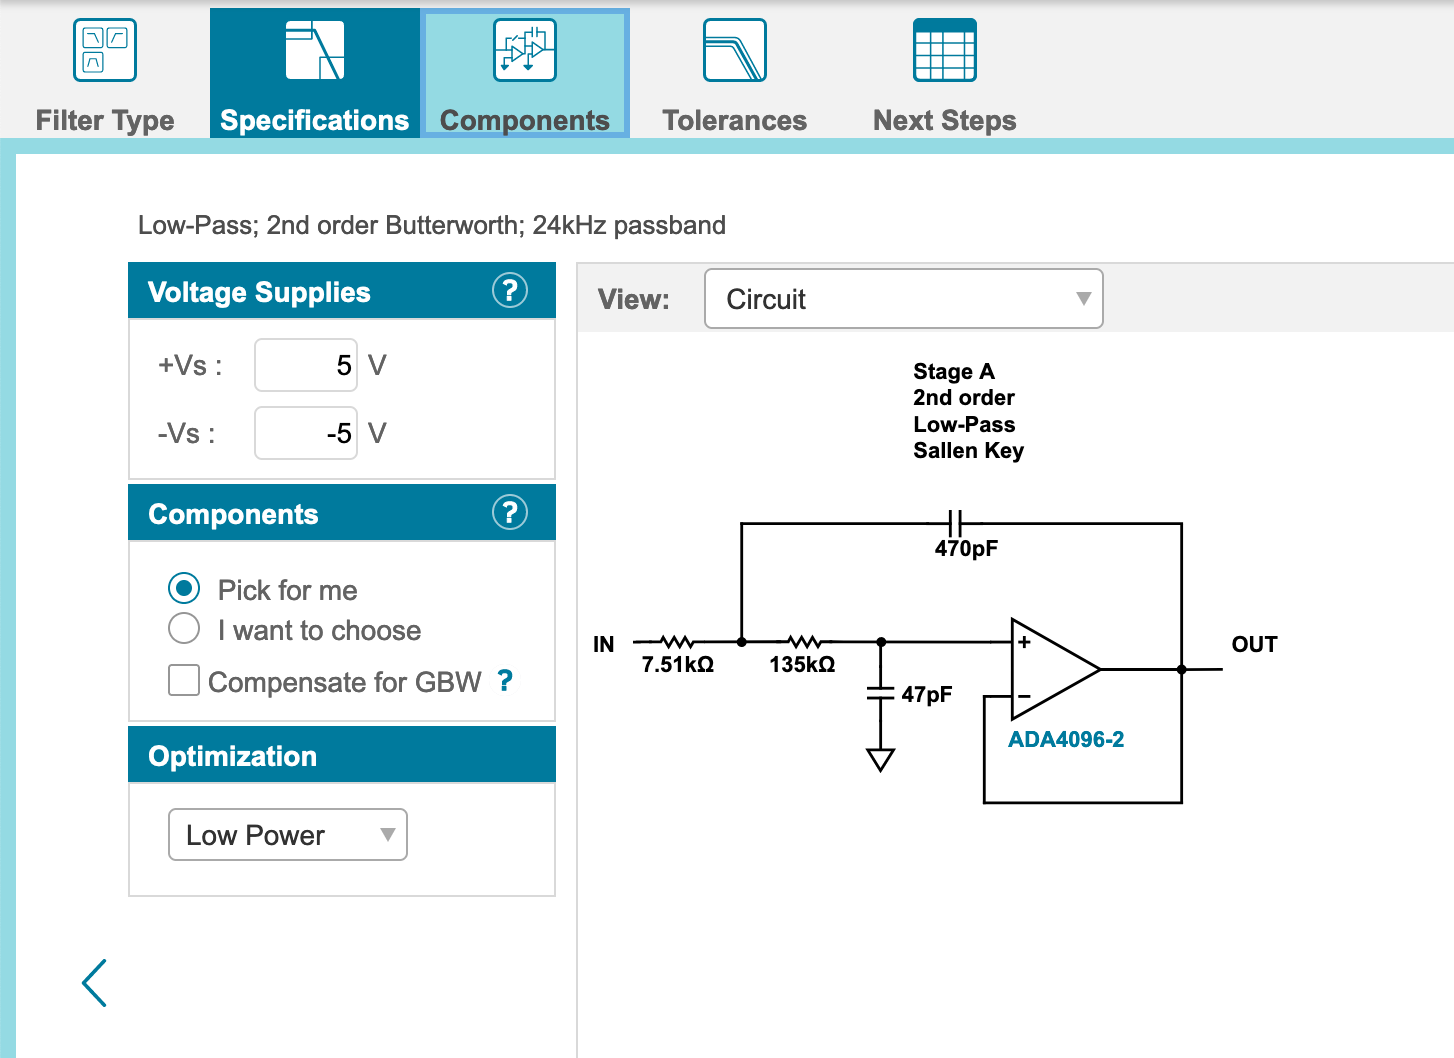 Filter Type
Specifications
Components
Tolerances
Next Steps
Low-Pass; 2nd order Butterworth; 24kHz passband
Voltage Supplies ?
+Vs : 5 V
-Vs : -5 V
Components ?
Pick for me
I want to choose
Compensate for GBW ?
Optimization
Low Power
View: Circuit
Stage A
2nd order
Low-Pass
Sallen Key
470pF
IN
7.51kΩ
135kΩ
47pF
+
−
ADA4096-2
OUT